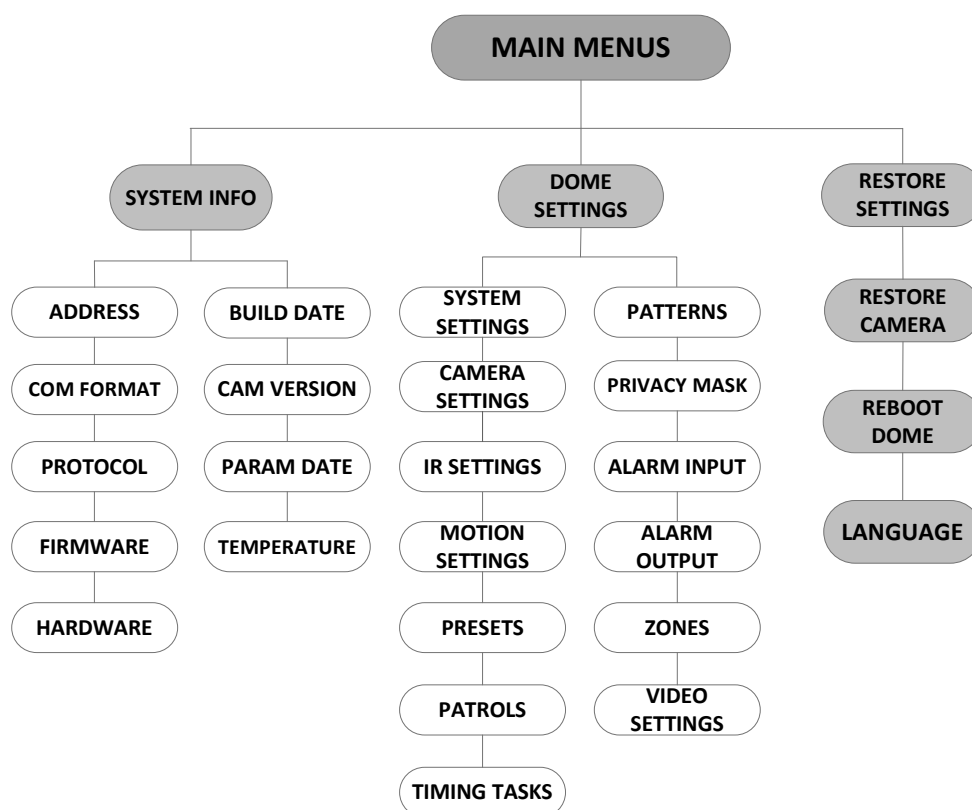 MAIN MENUS
SYSTEM INFO
DOME
SETTINGS
RESTORE
SETTINGS
ADDRESS
COM FORMAT
PROTOCOL
FIRMWARE
HARDWARE
BUILD DATE
CAM VERSION
PARAM DATE
TEMPERATURE
SYSTEM
SETTINGS
CAMERA
SETTINGS
IR SETTINGS
MOTION
SETTINGS
PRESETS
PATROLS
TIMING TASKS
PATTERNS
PRIVACY MASK
ALARM INPUT
ALARM
OUTPUT
ZONES
VIDEO
SETTINGS
RESTORE
CAMERA
REBOOT
DOME
LANGUAGE